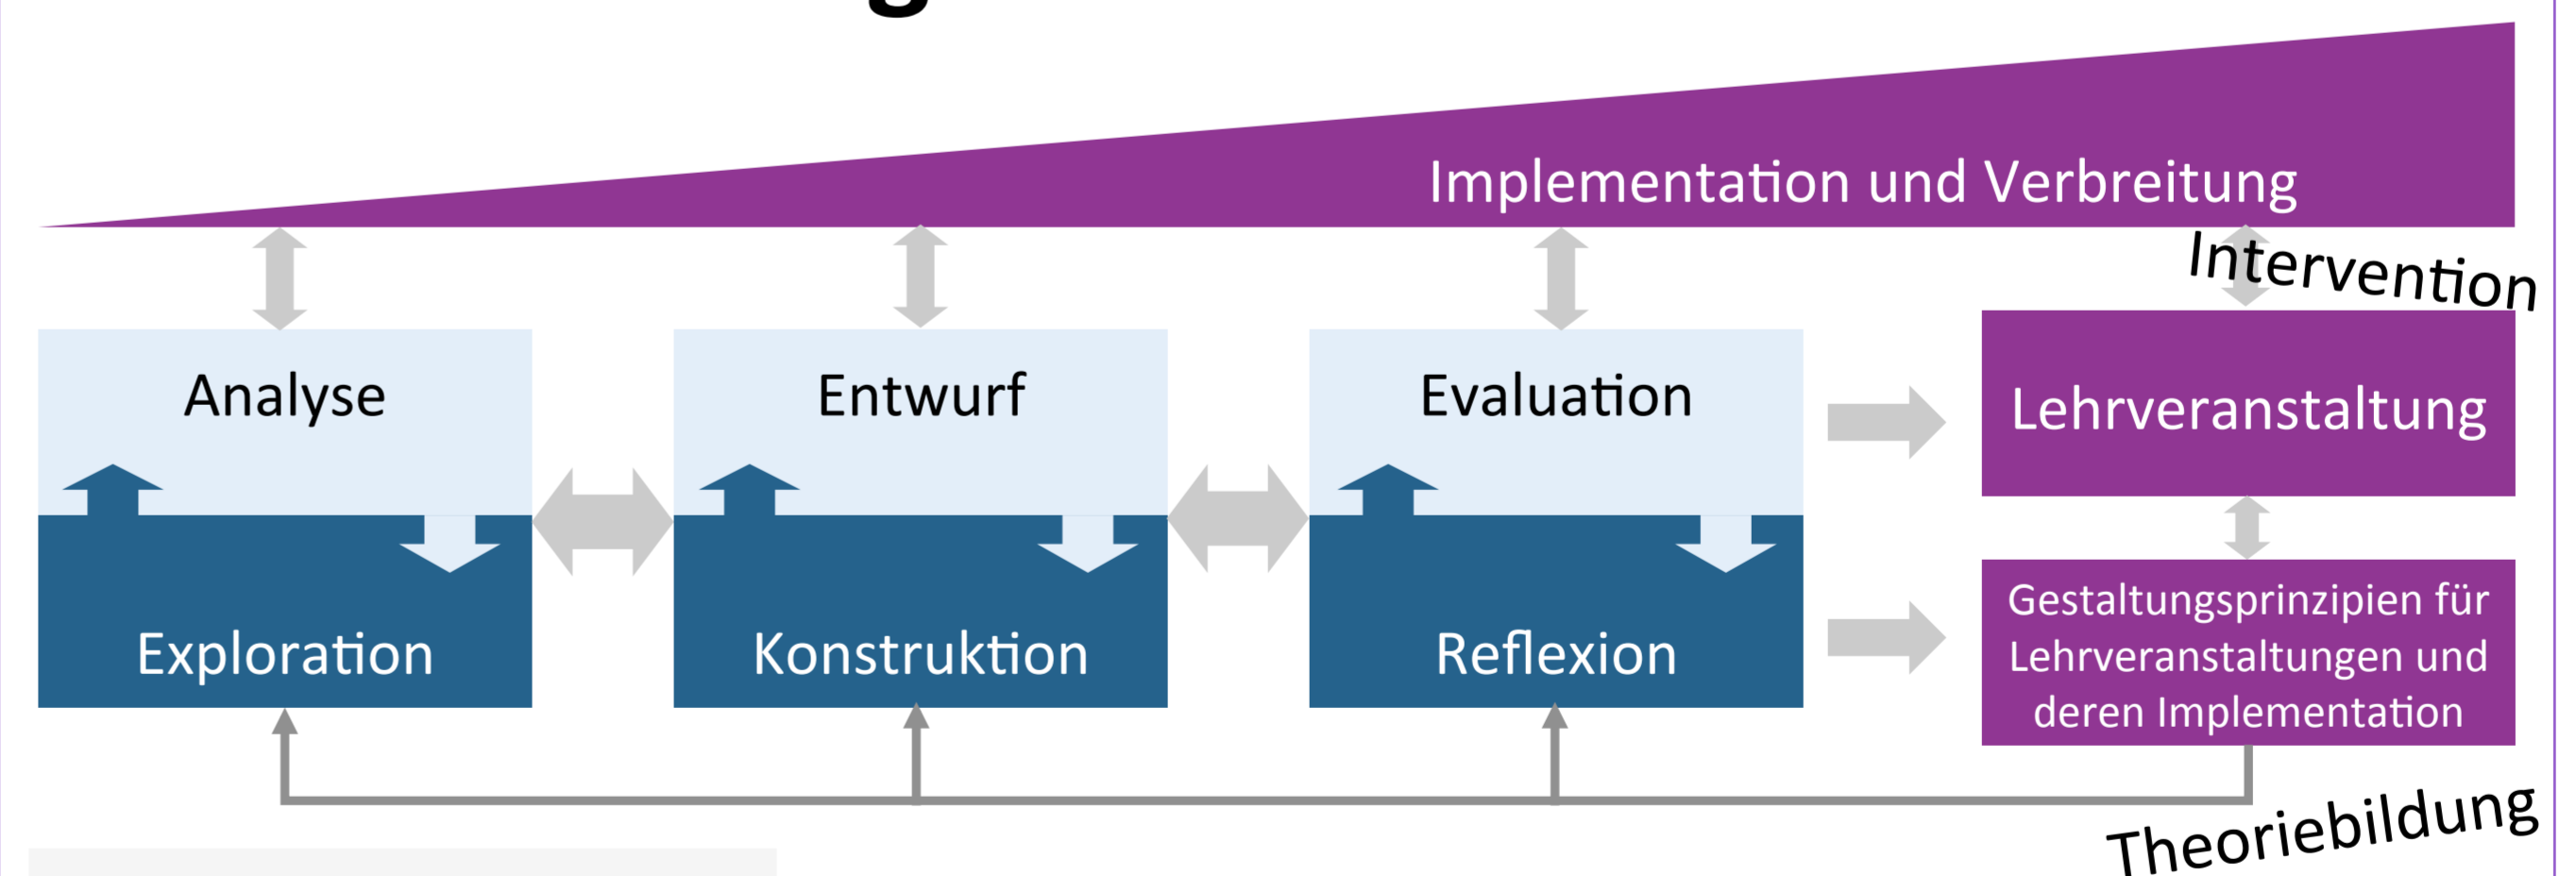 Implementation und Verbreitung
Intervention
Analyse
Entwurf
Evaluation
Lehrveranstaltung
Exploration
Konstruktion
Reflexion
Gestaltungsprinzipien für
Lehrveranstaltungen und
deren Implementation
Theoriebildung